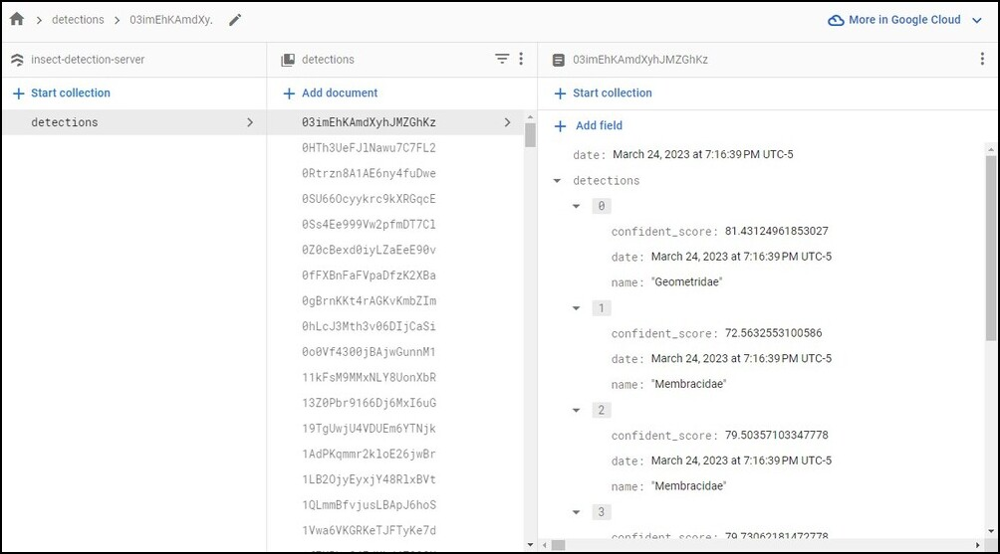 detections
03imEhKAmdXy.
More in Google Cloud
insect-detection-server
detections
03imEhKAmdXyhJMZGhKz
Start collection
Add document
Start collection
detections
03imEhKAmdXyhJMZGhKz
0HTh3UeFJlNawu7C7FL2
0Rtrzn8A1AE6ny4fuDwe
0SU66Ocyykrc9kXRGqcE
0Ss4Ee999Vw2pfmDT7Cl
0Z0cBexd0iyLZaEeE90v
0fFXBnFaFVpaDfzK2XBa
0gBrnKKt4rAGKvKmbZIm
0hLcJ3Mth3v06DIjCaSi
0o0Vf4300jBAjwGunnM1
11kFsM9MMxNLY8UonXbR
13Z0Pbr9166Dj6MxI6uG
19TgUwjU4VDUEm6YTNjk
1AdPKqmmr2kloE26jwBr
1LB2OjyEyxjY48RlxBVt
1QLmmBfvjusLBApJ6hoS
1Vwa6VKGRKeTJFTyKe7d
Add field
date: March 24, 2023 at 7:16:39 PM UTC-5
detections
0
confident_score: 81.43124961853027
date: March 24, 2023 at 7:16:39 PM UTC-5
name: "Geometridae"
1
confident_score: 72.5632553100586
date: March 24, 2023 at 7:16:39 PM UTC-5
name: "Membracidae"
2
confident_score: 79.50357103347778
date: March 24, 2023 at 7:16:39 PM UTC-5
name: "Membracidae"
3
confident_score: 79.73062181472778